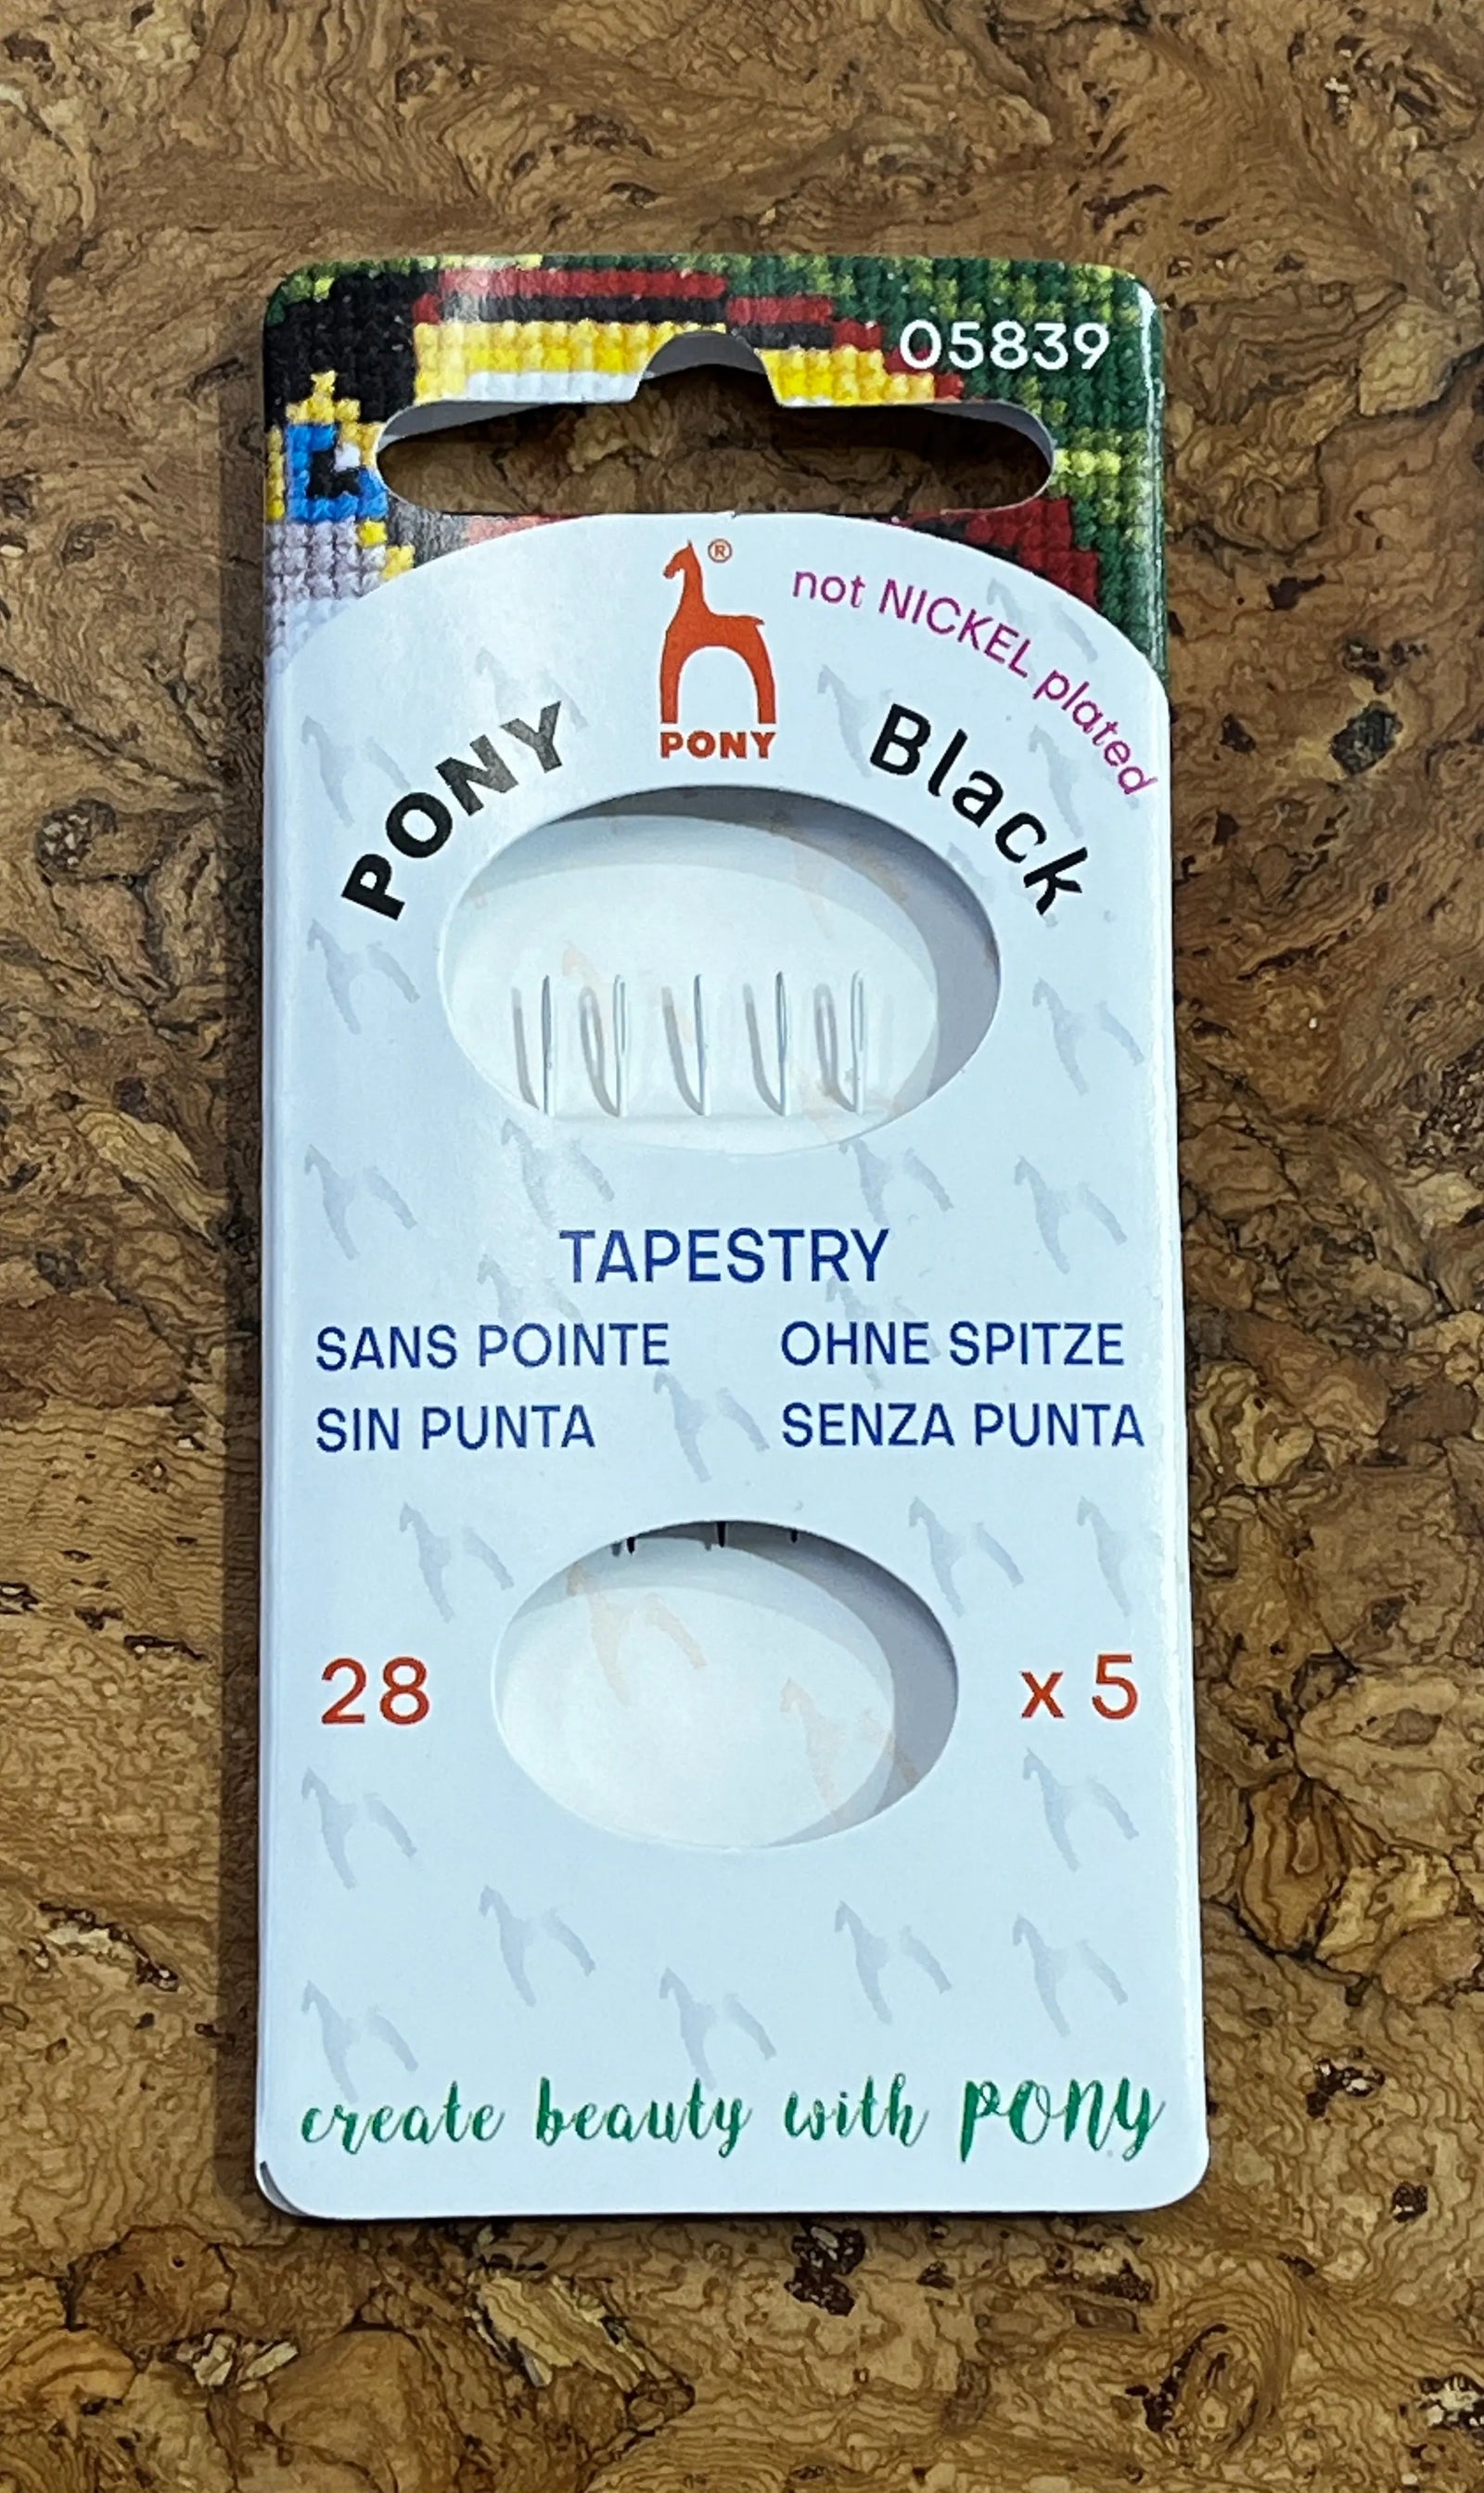 05839
®
PONY
not NICKEL plated
PONY Black
TAPESTRY
SANS POINTE OHNE SPITZE
SIN PUNTA SENZA PUNTA
28 x 5
create beauty with PONY